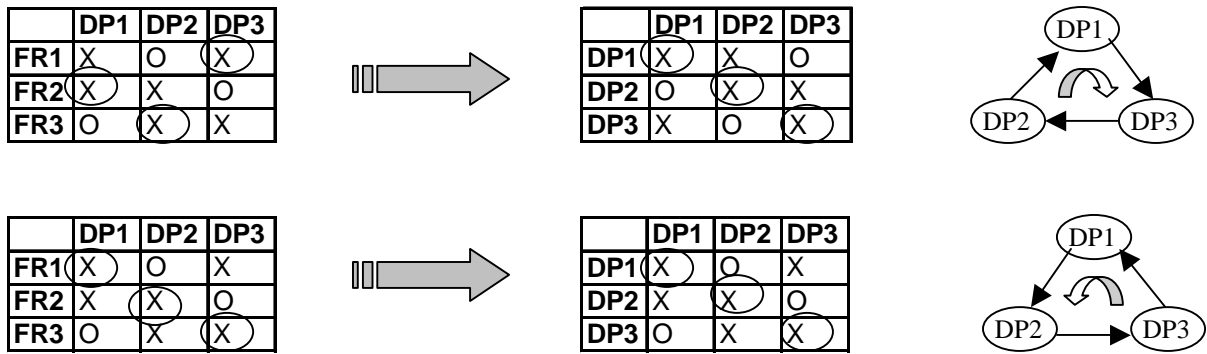 DP1 DP2 DP3
FR1 X O X
FR2 X X O
FR3 O X X
DP1 DP2 DP3
DP1 X X O
DP2 O X X
DP3 X O X
DP1
DP2 DP3
DP1 DP2 DP3
FR1 X O X
FR2 X X O
FR3 O X X
DP1 DP2 DP3
DP1 X O X
DP2 X X O
DP3 O X X
DP1
DP2 DP3